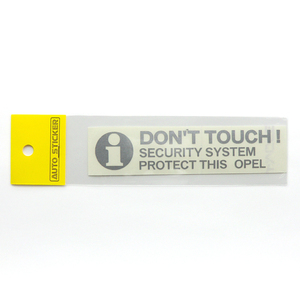 AUTO STICKER
i
DON'T TOUCH!
SECURITY SYSTEM
PROTECT THIS OPEL